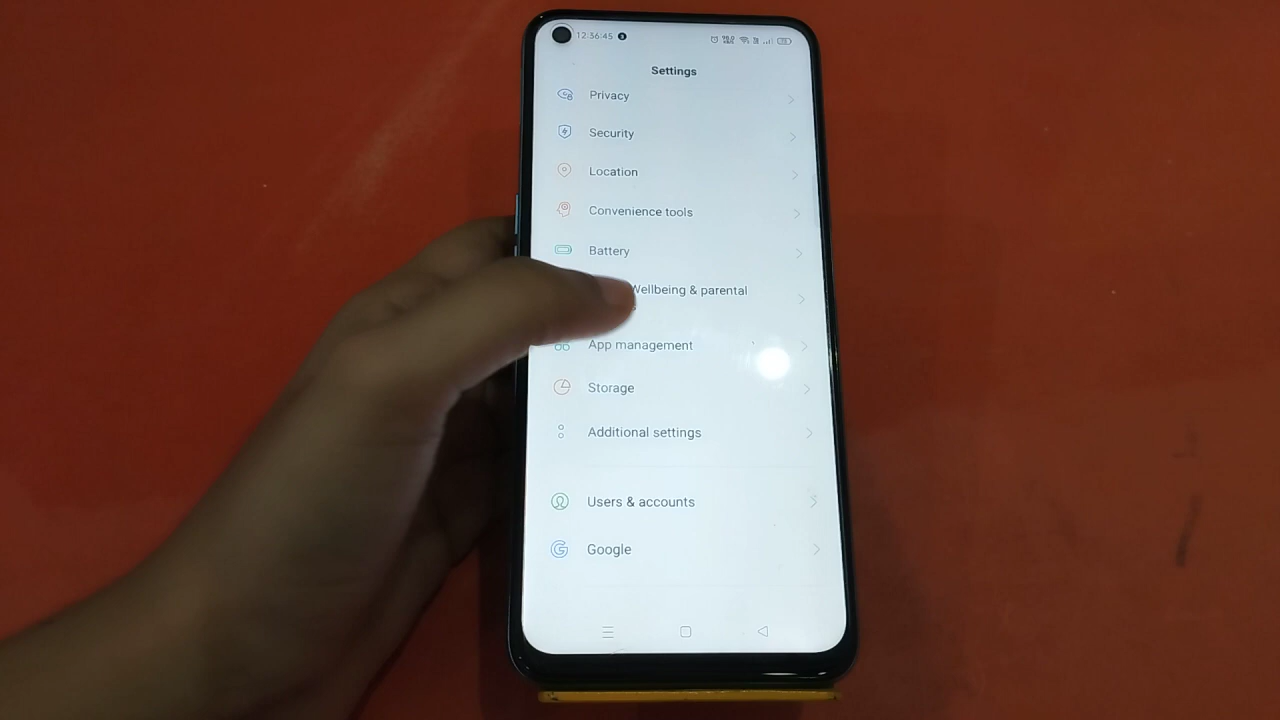 12:36:45
Settings
Privacy
Security
Location
Convenience tools
Battery
Wellbeing & parental
App management
Storage
Additional settings
Users & accounts
Google